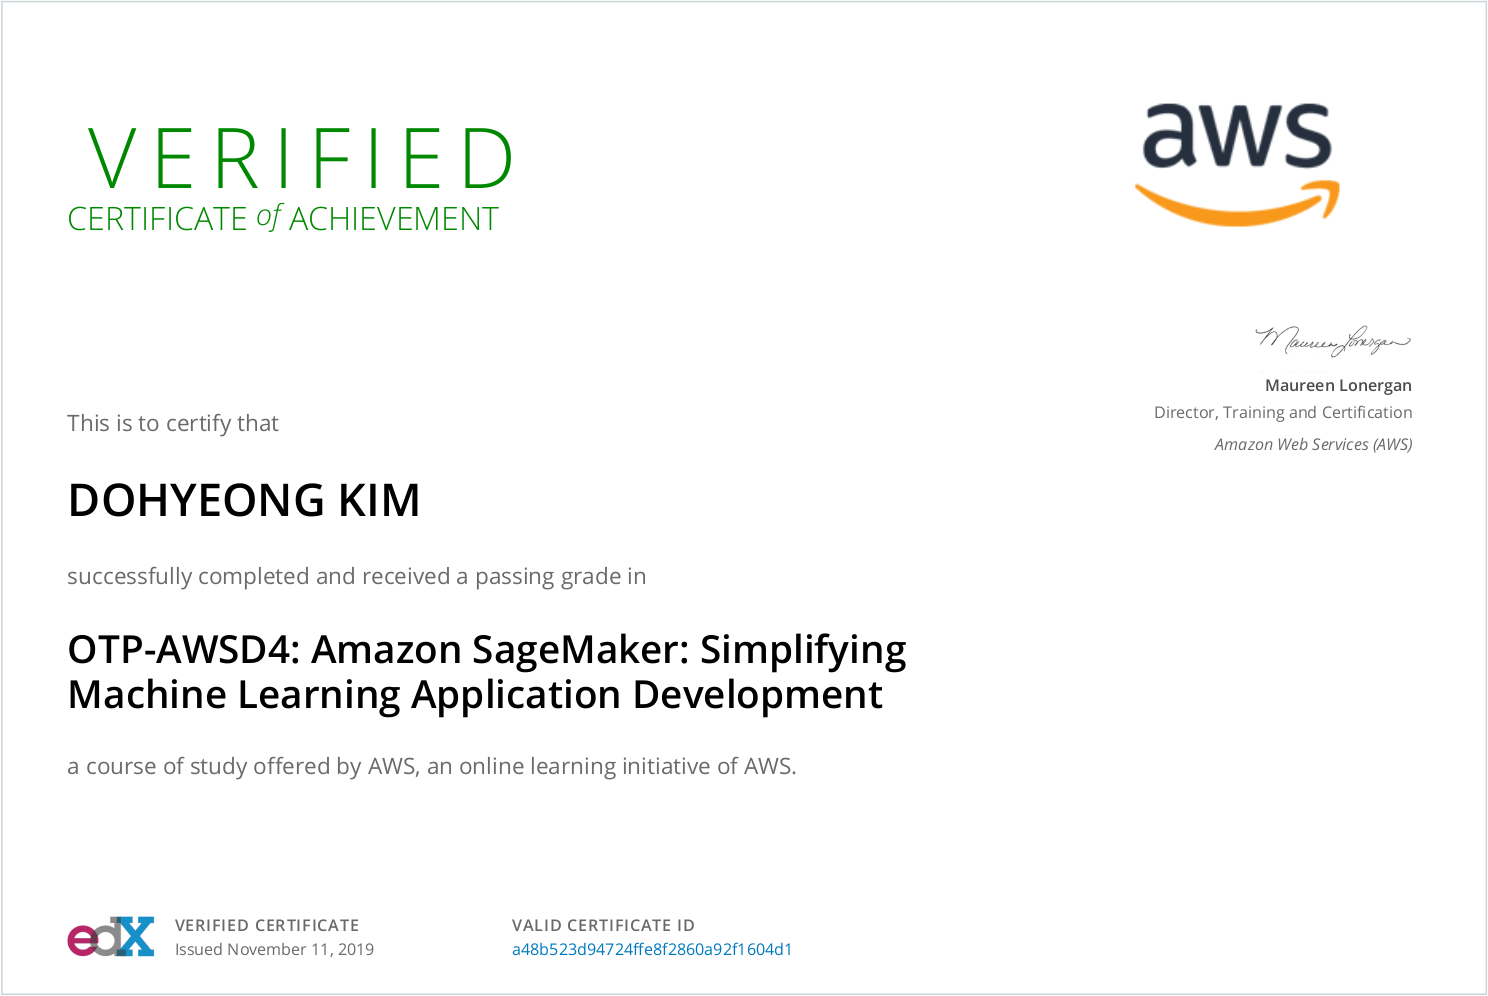 VERIFIED
CERTIFICATE of ACHIEVEMENT
aws
Maureen Lonergan
Maureen Lonergan
Director, Training and Certification
Amazon Web Services (AWS)
This is to certify that
DOHYEONG KIM
successfully completed and received a passing grade in
OTP-AWSD4: Amazon SageMaker: Simplifying
Machine Learning Application Development
a course of study offered by AWS, an online learning initiative of AWS.
edX
VERIFIED CERTIFICATE
Issued November 11, 2019
VALID CERTIFICATE ID
a48b523d94724ffe8f2860a92f1604d1